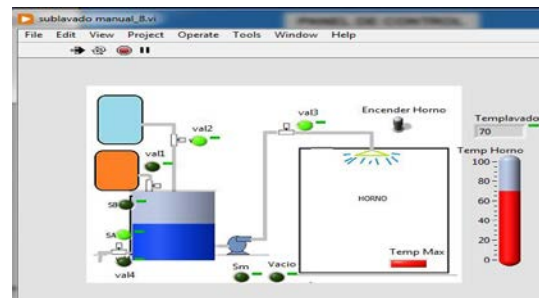 sublavado manual_8.vi
PANEL DE CONTROL
File Edit View Project Operate Tools Window Help
val3
Encender Horno
Templavado
70
val2
val1
Temp Horno
100
80
60
40
20
0
HORNO
SB
SA
Temp Max
val4
Sm
Vacio